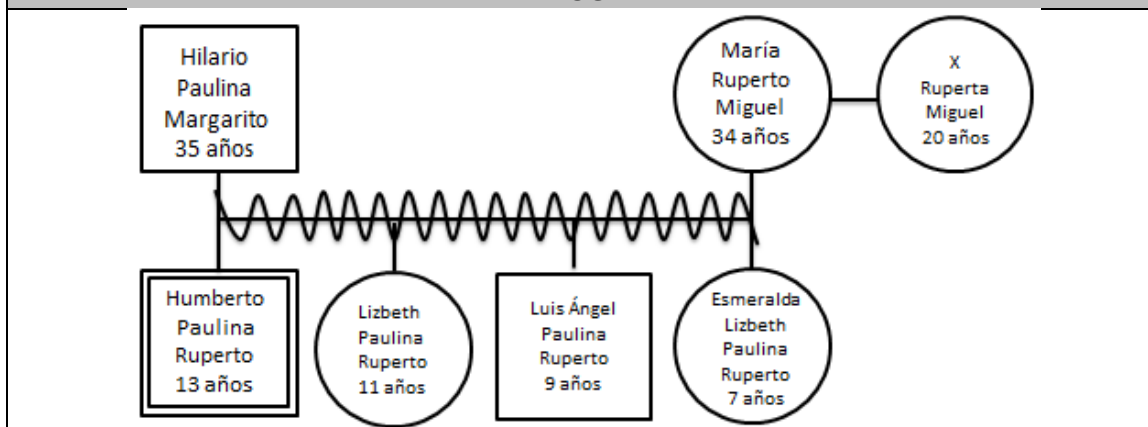 Hilario
Paulina
Margarito
35 años
María
Ruperto
Miguel
34 años
X
Ruperta
Miguel
20 años
Humberto
Paulina
Ruperto
13 años
Lizbeth
Paulina
Ruperto
11 años
Luis Ángel
Paulina
Ruperto
9 años
Esmeralda
Lizbeth
Paulina
Ruperto
7 años